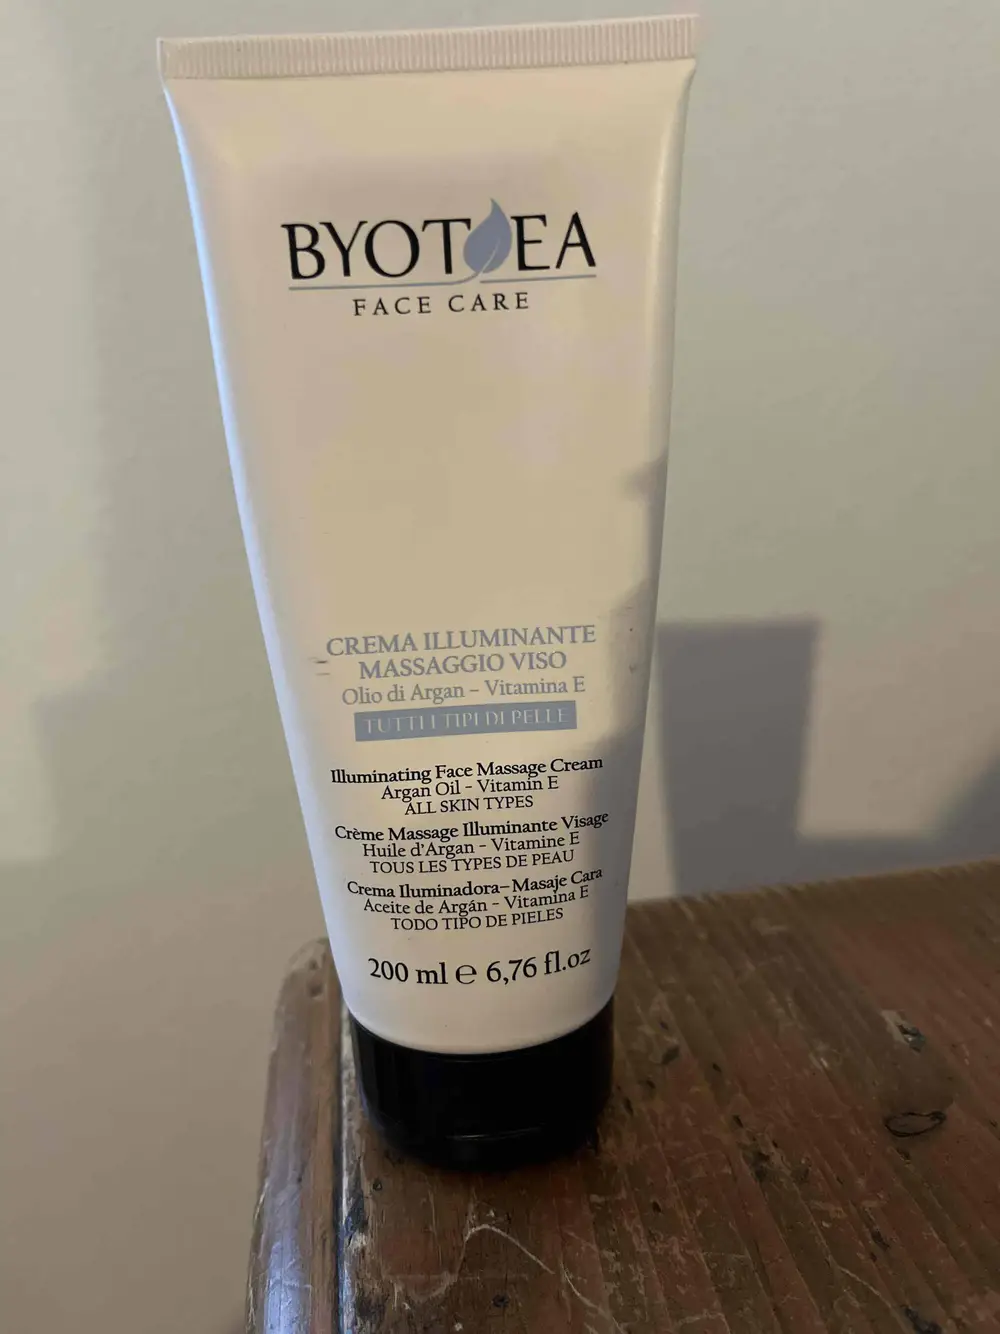 BYOTEA
FACE CARE
CREMA ILLUMINANTE
MASSAGGIO VISO
Olio di Argan - Vitamina E
TUTTI I TIPI DI PELLE
Illuminating Face Massage Cream
Argan Oil - Vitamin E
ALL SKIN TYPES
Crème Massage Illuminante Visage
Huile d'Argan - Vitamine E
TOUS LES TYPES DE PEAU
Crema Iluminadora-Masaje Cara
Aceite de Argán - Vitamina E
TODO TIPO DE PIELES
200 ml ℮ 6,76 fl.oz